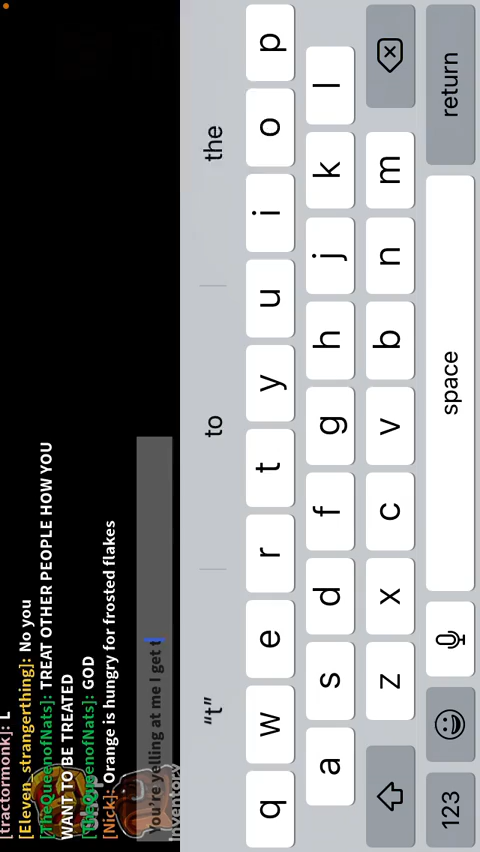 [tractormonk]: L
[Eleven_strangerthing]: No you
[TheQueenofNats]: TREAT OTHER PEOPLE HOW YOU
WANT TO BE TREATED
[TheQueenofNats]: GOD
[Nick]: Orange is hungry for frosted flakes
You're yelling at me I get t
inventory
"t" to the
q w e r t y u i o p
a s d f g h j k l
z x c v b n m
123 space return